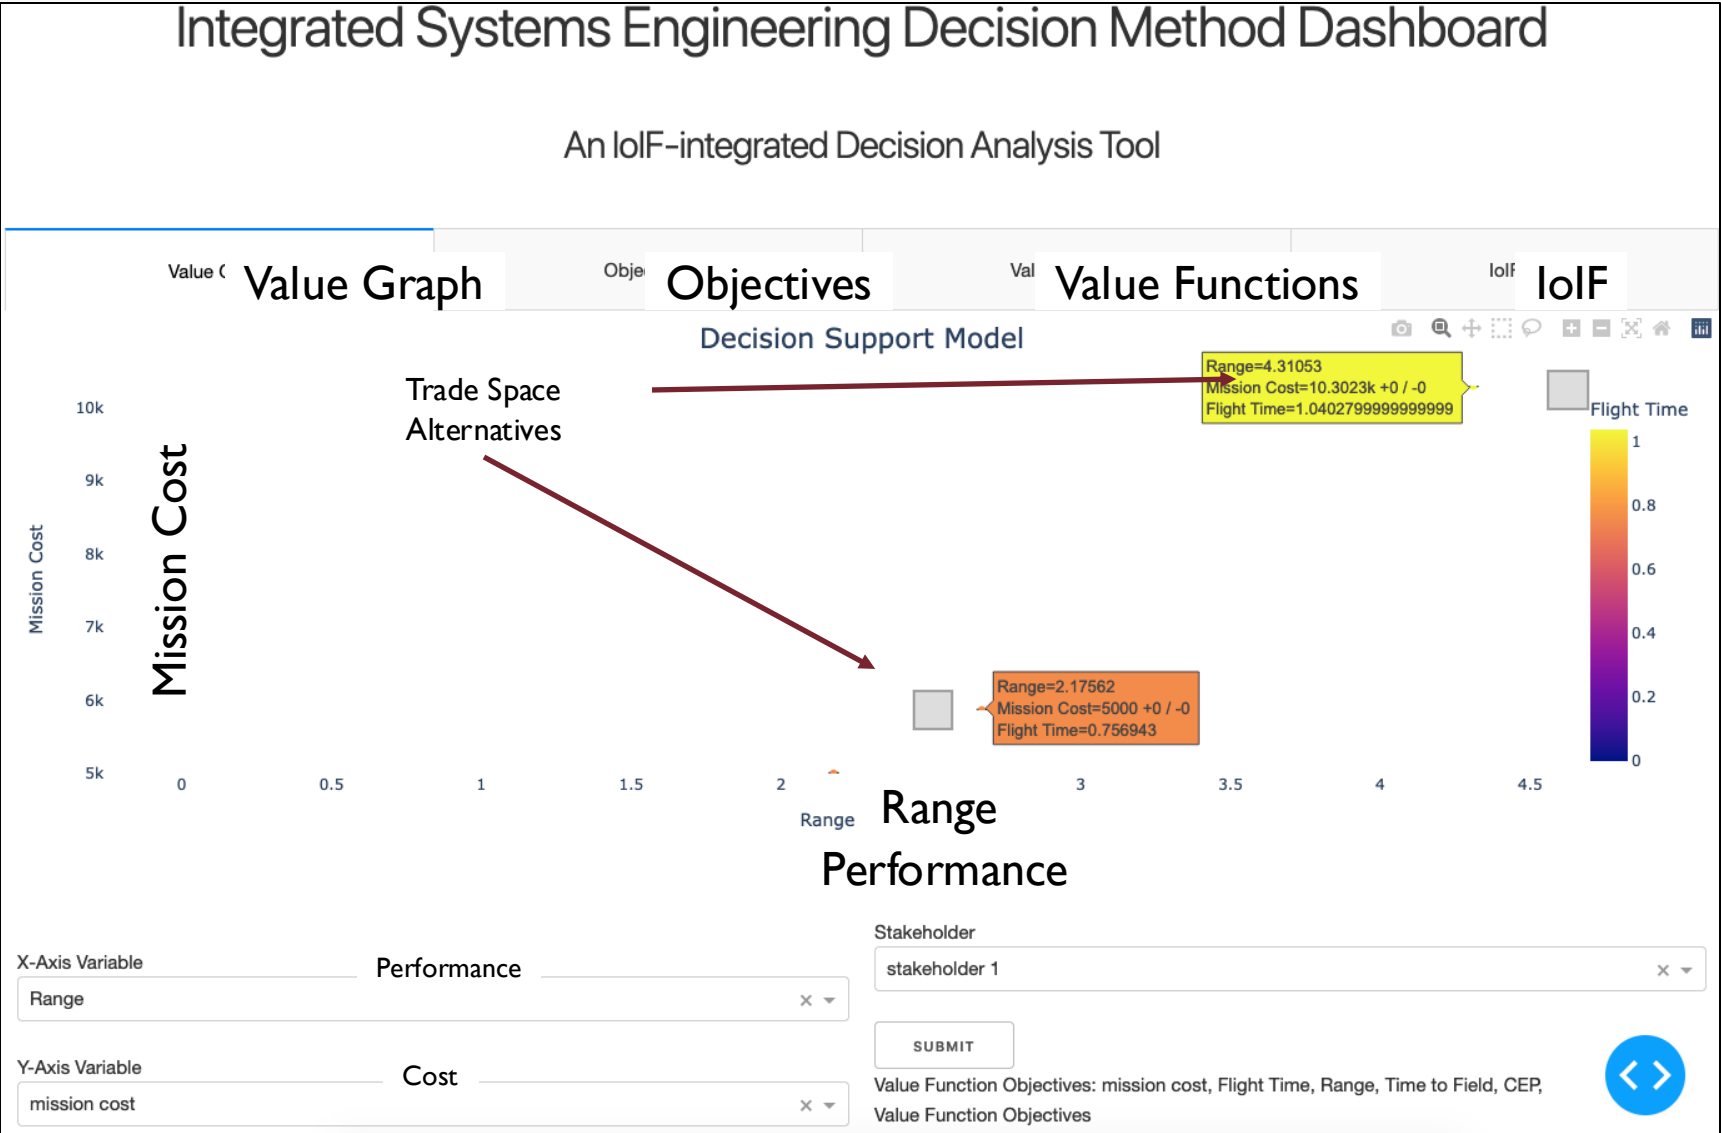 Integrated Systems Engineering Decision Method Dashboard
An IoIF-integrated Decision Analysis Tool
Value Graph
Objectives
Value Functions
IoIF
Decision Support Model
Trade Space
Alternatives
Range=4.31053
Mission Cost=10.3023k +0 / -0
Flight Time=1.0402799999999999
Flight Time
1
0.8
0.6
0.4
0.2
0
Mission Cost
Mission Cost
10k
9k
8k
7k
6k
5k
Range=2.17562
Mission Cost=5000 +0 / -0
Flight Time=0.756943
0 0.5 1 1.5 2 3 3.5 4 4.5
Range
Range
Performance
X-Axis Variable
Performance
Range
Y-Axis Variable
Cost
mission cost
Stakeholder
stakeholder 1
SUBMIT
Value Function Objectives: mission cost, Flight Time, Range, Time to Field, CEP,
Value Function Objectives